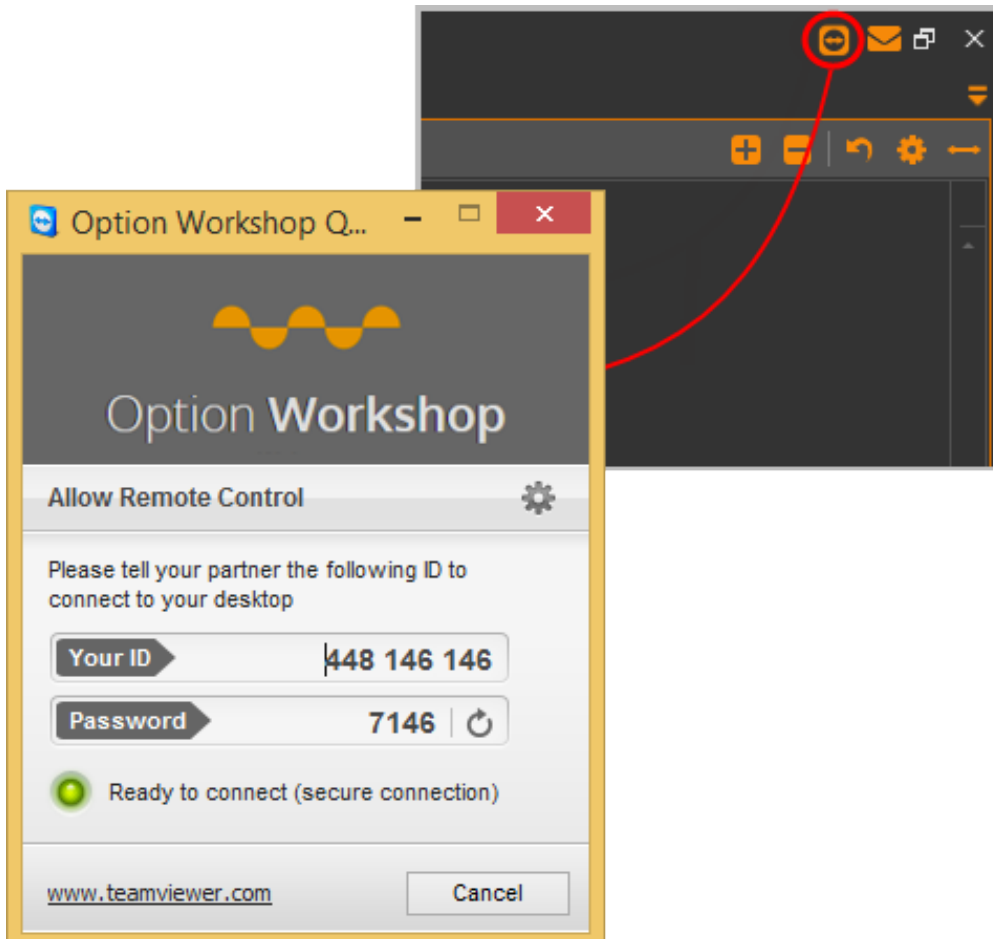 Option Workshop Q...
Option Workshop
Allow Remote Control
Please tell your partner the following ID to
connect to your desktop
Your ID 448 146 146
Password 7146
Ready to connect (secure connection)
www.teamviewer.com Cancel